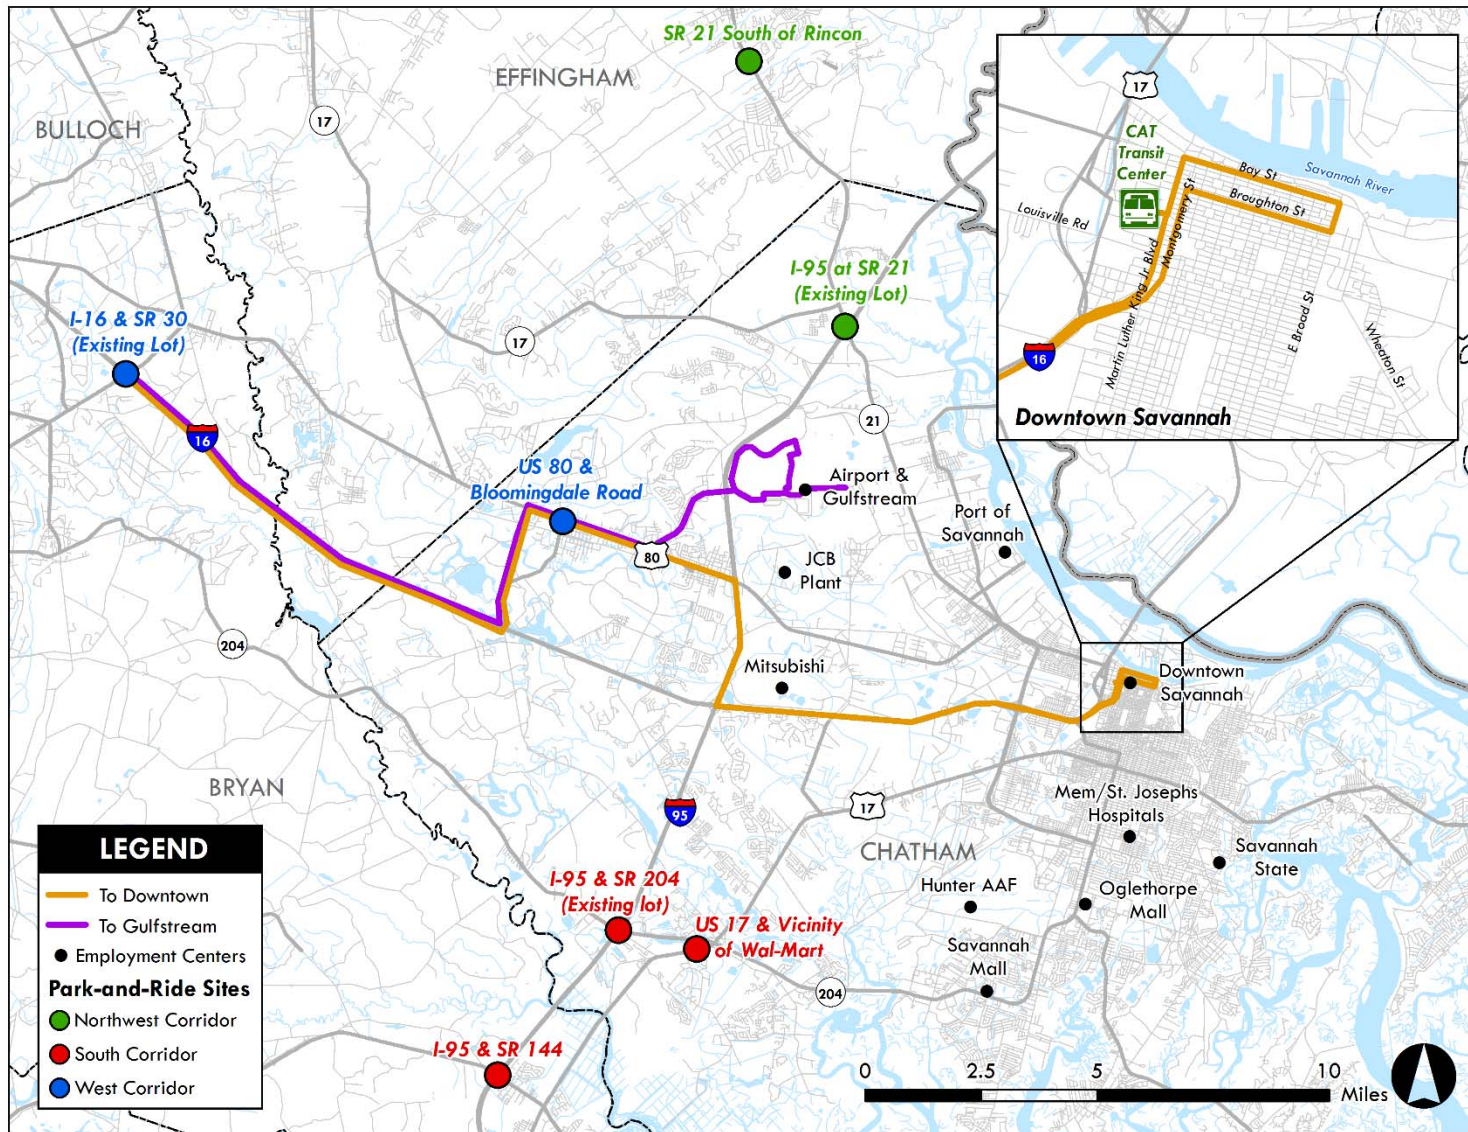 SR 21 South of Rincon
EFFINGHAM
BULLOCH
17
17
CAT
Transit
Center
Bay St
Savannah River
Broughton St
Louisville Rd
Montgomery St
Martin Luther King Jr Blvd
E Broad St
Wheaton St
16
Downtown Savannah
I-95 at SR 21
(Existing Lot)
I-16 & SR 30
(Existing Lot)
17
21
16
US 80 &
Bloomingdale Road
Airport &
Gulfstream
Port of
Savannah
80
JCB
Plant
204
Mitsubishi
Downtown
Savannah
BRYAN
95
17
Mem/St. Josephs
Hospitals
CHATHAM
Savannah
State
I-95 & SR 204
(Existing lot)
Hunter AAF
Oglethorpe
Mall
US 17 & Vicinity
of Wal-Mart
Savannah
Mall
204
I-95 & SR 144
LEGEND
To Downtown
To Gulfstream
Employment Centers
Park-and-Ride Sites
Northwest Corridor
South Corridor
West Corridor
0 2.5 5 10
Miles